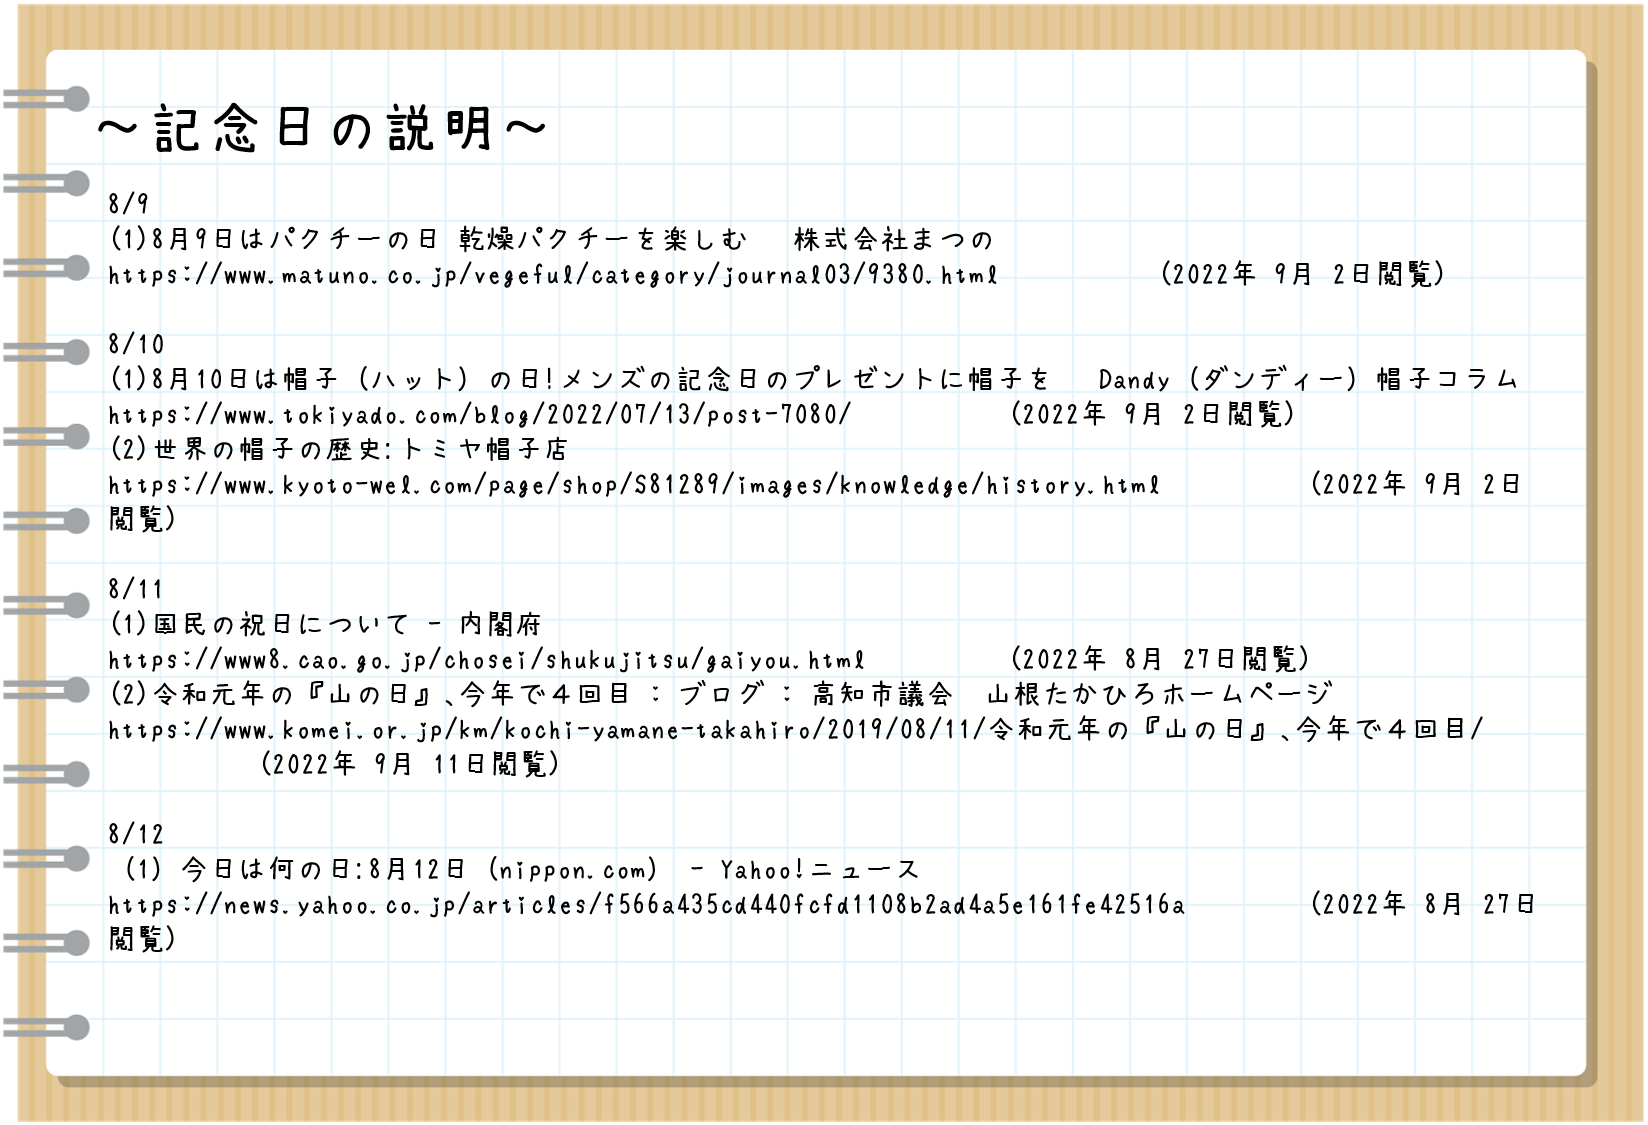 ～記念日の説明～
8/9
(1)8月9日はパクチーの日 乾燥パクチーを楽しむ　株式会社まつの
https://www.matuno.co.jp/vegeful/category/journal03/9380.html (2022年 9月 2日閲覧)
8/10
(1)8月10日は帽子（ハット）の日!メンズの記念日のプレゼントに帽子を　Dandy（ダンディー）帽子コラム
https://www.tokiyado.com/blog/2022/07/13/post-7080/ (2022年 9月 2日閲覧)
(2)世界の帽子の歴史:トミヤ帽子店
https://www.kyoto-wel.com/page/shop/S81289/images/knowledge/history.html (2022年 9月 2日
閲覧)
8/11
(1)国民の祝日について - 内閣府
https://www8.cao.go.jp/chosei/shukujitsu/gaiyou.html (2022年 8月 27日閲覧)
(2)令和元年の『山の日』、今年で４回目 : ブログ : 高知市議会　山根たかひろホームページ
https://www.komei.or.jp/km/kochi-yamane-takahiro/2019/08/11/令和元年の『山の日』、今年で４回目/
(2022年 9月 11日閲覧)
8/12
（1）今日は何の日:8月12日（nippon.com） - Yahoo!ニュース
https://news.yahoo.co.jp/articles/f566a435cd440fcfd1108b2ad4a5e161fe42516a (2022年 8月 27日
閲覧)